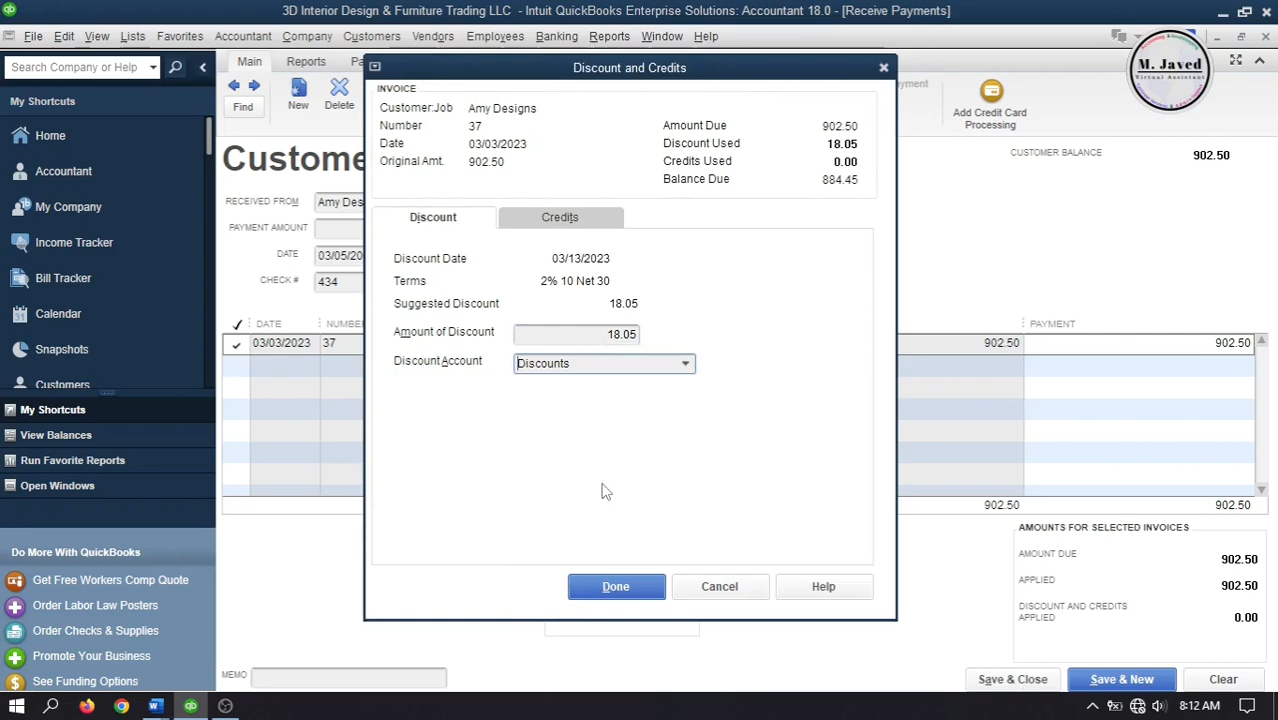 3D Interior Design & Furniture Trading LLC - Intuit QuickBooks Enterprise Solutions: Accountant 18.0 - [Receive Payments]
File Edit View Lists Favorites Accountant Company Customers Vendors Employees Banking Reports Window Help
Search Company or Help
My Shortcuts
Home
Accountant
My Company
Income Tracker
Bill Tracker
Calendar
Snapshots
Customers
My Shortcuts
View Balances
Run Favorite Reports
Open Windows
Do More With QuickBooks
Get Free Workers Comp Quote
Order Labor Law Posters
Order Checks & Supplies
Promote Your Business
See Funding Options
Main Reports Pa
Find New Delete
yment
Add Credit Card
Processing
M. Javed
Virtual Assistant
Custome
CUSTOMER BALANCE 902.50
RECEIVED FROM Amy Des
PAYMENT AMOUNT
DATE 03/05/20
CHECK # 434
DATE NUMBE PAYMENT
03/03/2023 37 902.50 902.50
902.50 902.50
AMOUNTS FOR SELECTED INVOICES
AMOUNT DUE 902.50
APPLIED 902.50
DISCOUNT AND CREDITS
APPLIED 0.00
MEMO
Save & Close Save & New Clear
Discount and Credits
INVOICE
Customer:Job Amy Designs
Number 37 Amount Due 902.50
Date 03/03/2023 Discount Used 18.05
Original Amt. 902.50 Credits Used 0.00
Balance Due 884.45
Discount Credits
Discount Date 03/13/2023
Terms 2% 10 Net 30
Suggested Discount 18.05
Amount of Discount 18.05
Discount Account Discounts
Done Cancel Help
8:12 AM